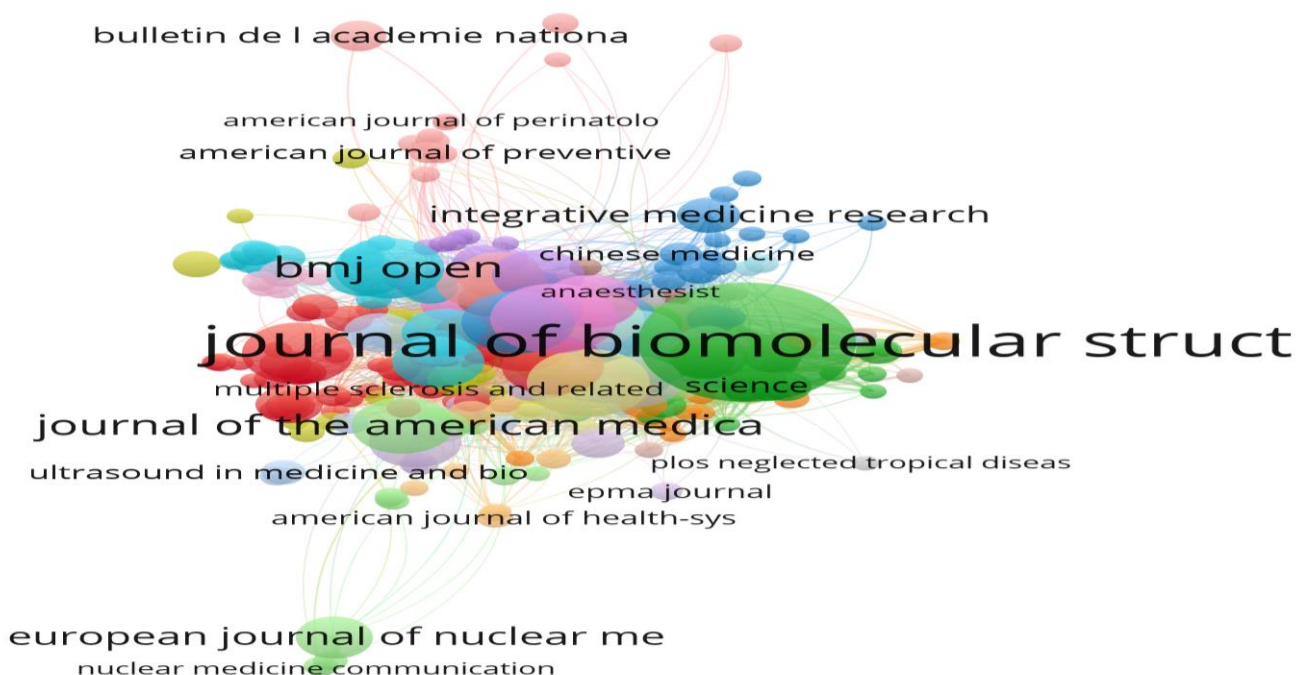 bulletin de l academie nationa
american journal of perinatolo
american journal of preventive
integrative medicine research
chinese medicine
bmj open
anaesthesist
journal of biomolecular struct
multiple sclerosis and related
science
journal of the american medica
plos neglected tropical diseas
ultrasound in medicine and bio
epma journal
american journal of health-sys
european journal of nuclear me
nuclear medicine communication